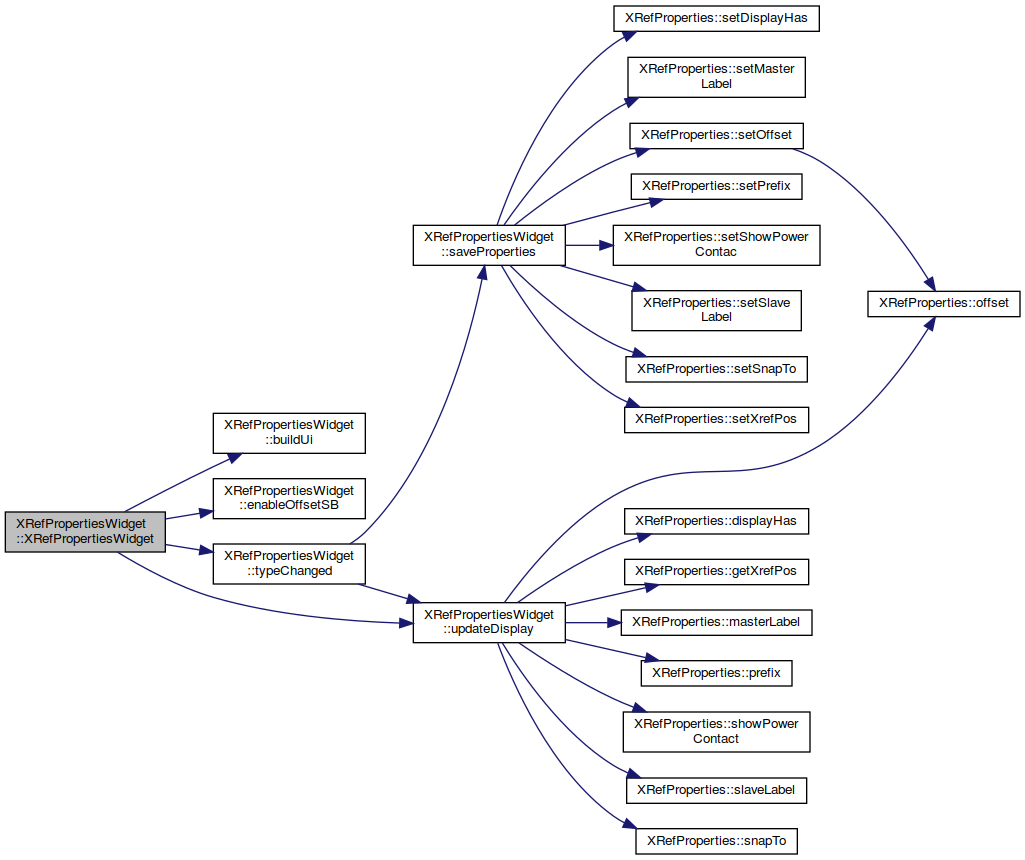 XRefProperties::setDisplayHas
XRefProperties::setMaster
Label
XRefProperties::setOffset
XRefProperties::setPrefix
XRefPropertiesWidget
::saveProperties
XRefProperties::setShowPower
Contac
XRefProperties::setSlave
Label
XRefProperties::offset
XRefProperties::setSnapTo
XRefProperties::setXrefPos
XRefPropertiesWidget
::buildUi
XRefPropertiesWidget
::enableOffsetSB
XRefPropertiesWidget
::XRefPropertiesWidget
XRefPropertiesWidget
::typeChanged
XRefProperties::displayHas
XRefProperties::getXrefPos
XRefPropertiesWidget
::updateDisplay
XRefProperties::masterLabel
XRefProperties::prefix
XRefProperties::showPower
Contact
XRefProperties::slaveLabel
XRefProperties::snapTo